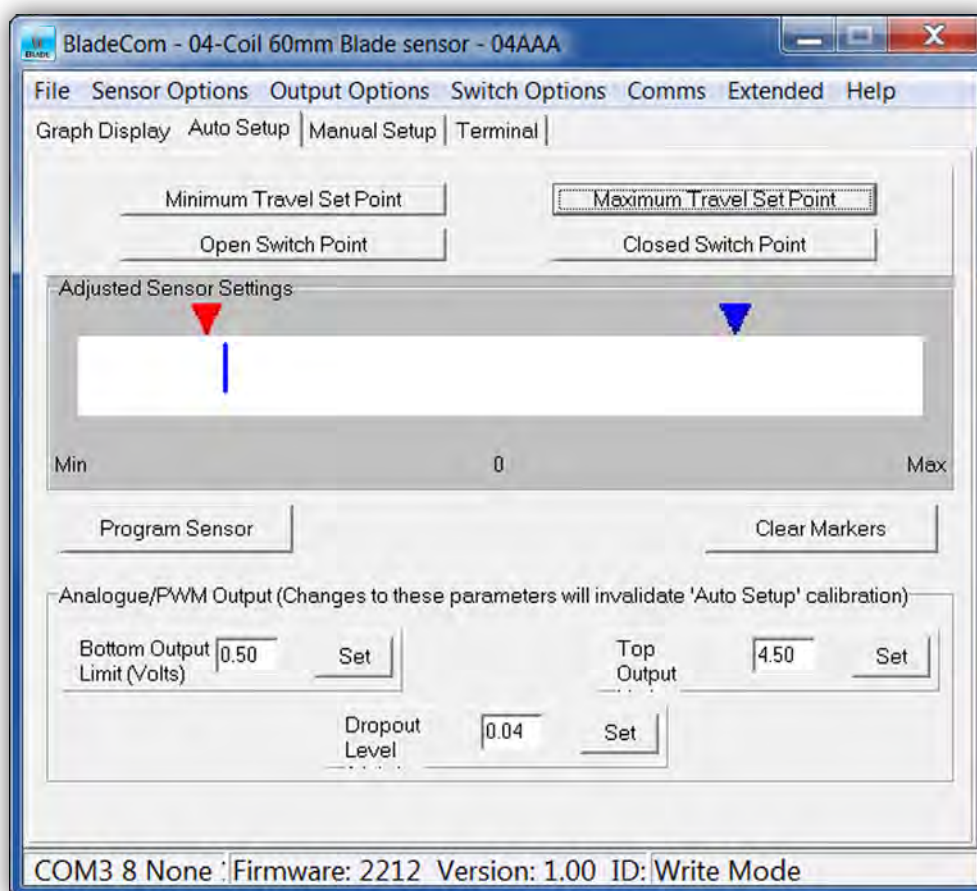 BladeCom - 04-Coil 60mm Blade sensor - 04AAA
File Sensor Options Output Options Switch Options Comms Extended Help
Graph Display Auto Setup Manual Setup Terminal
Minimum Travel Set Point Maximum Travel Set Point
Open Switch Point Closed Switch Point
Adjusted Sensor Settings
Min 0 Max
Program Sensor Clear Markers
Analogue/PWM Output (Changes to these parameters will invalidate 'Auto Setup' calibration)
Bottom Output
Limit (Volts)
0.50 Set
Top
Output
4.50 Set
Dropout
Level
0.04 Set
COM3 8 None Firmware: 2212 Version: 1.00 ID: Write Mode